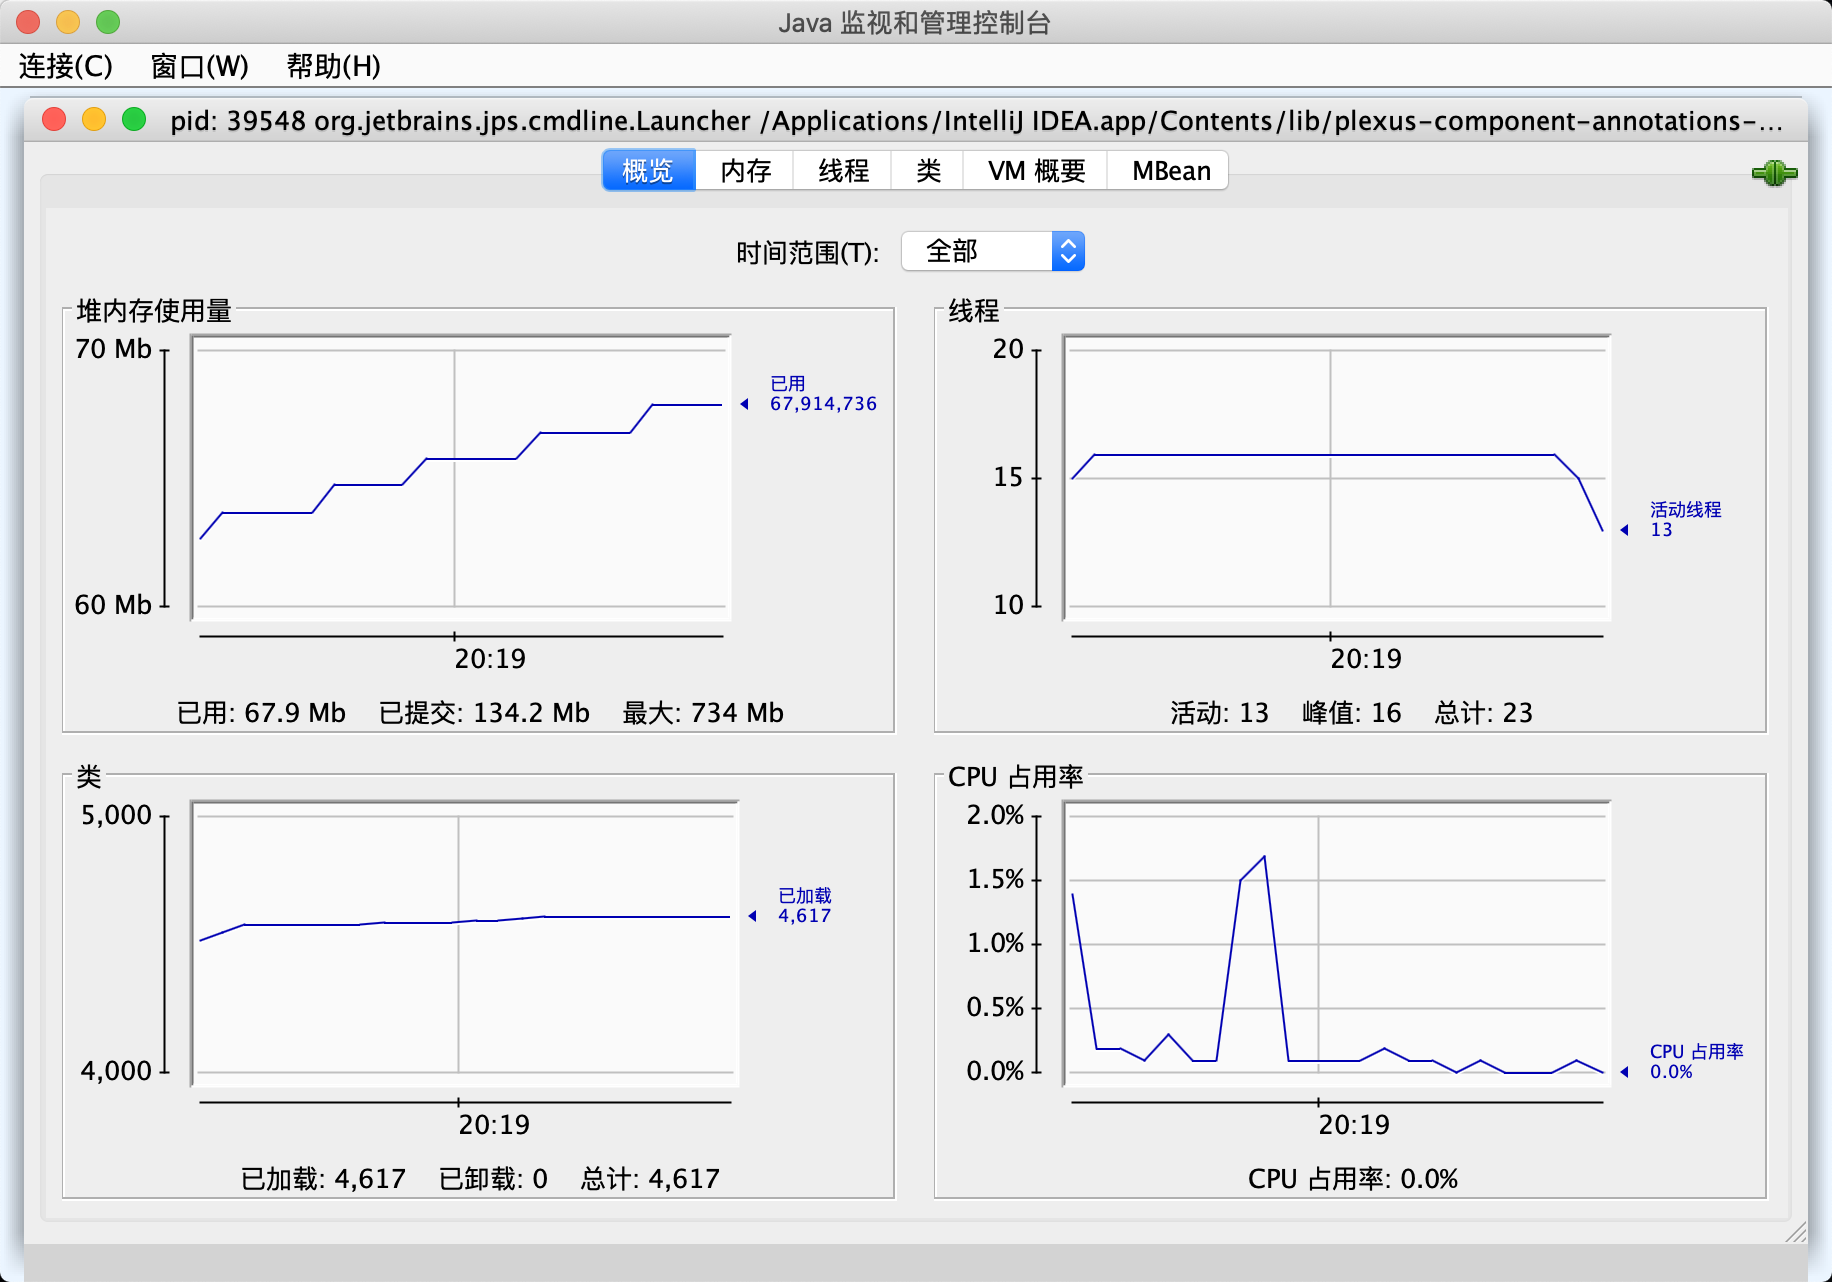 Java 监视和管理控制台
连接(C) 窗口(W) 帮助(H)
pid: 39548 org.jetbrains.jps.cmdline.Launcher /Applications/IntelliJ IDEA.app/Contents/lib/plexus-component-annotations-...
概览 内存 线程 类 VM 概要 MBean
时间范围(T): 全部
堆内存使用量
70 Mb
60 Mb
已用
67,914,736
20:19
已用: 67.9 Mb 已提交: 134.2 Mb 最大: 734 Mb
线程
20
15
10
活动线程
13
20:19
活动: 13 峰值: 16 总计: 23
类
5,000
4,000
已加载
4,617
20:19
已加载: 4,617 已卸载: 0 总计: 4,617
CPU 占用率
2.0%
1.5%
1.0%
0.5%
0.0%
CPU 占用率
0.0%
20:19
CPU 占用率: 0.0%